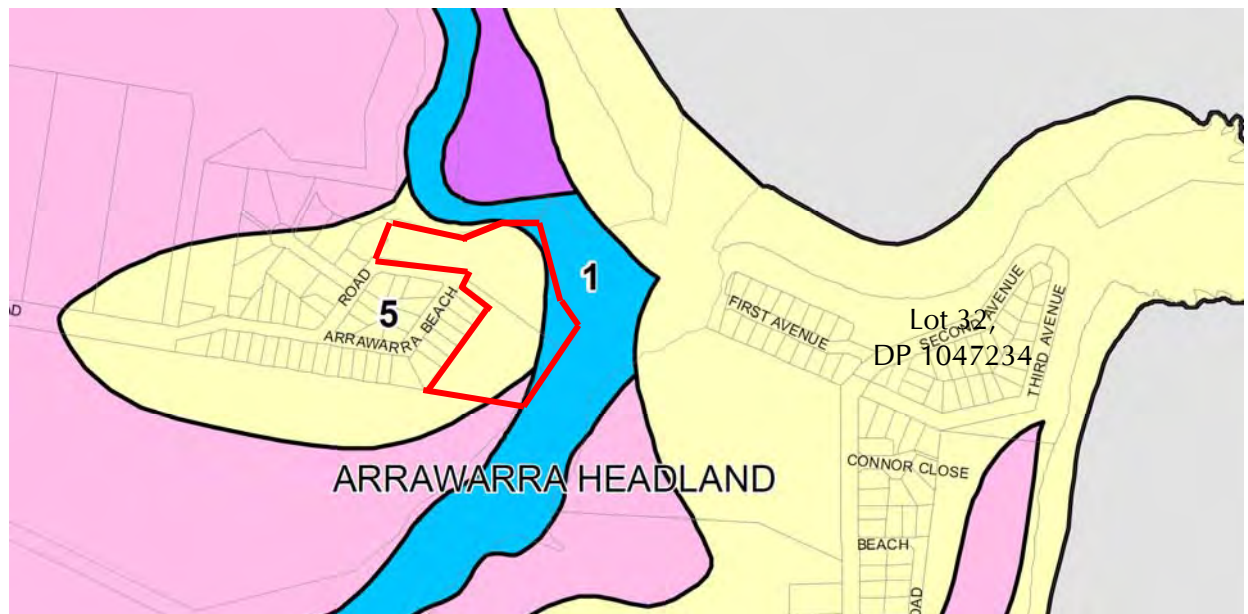 1
ROAD
5
ARRAWARRA BEACH
FIRST AVENUE
SECOND AVENUE
Lot 32,
DP 1047234
THIRD AVENUE
ARRAWARRA HEADLAND
CONNOR CLOSE
BEACH